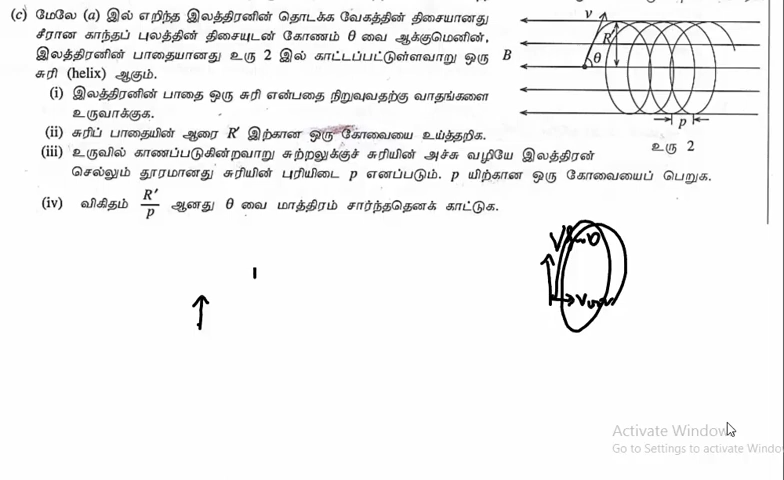 (c) மேலே (a) இல் எறிந்த இலத்திரனின் தொடக்க வேகத்தின் திசையானது
சீரான காந்தப் புலத்தின் திசையுடன் கோணம் θ வை ஆக்குமெனின்,
இலத்திரனின் பாதையானது உரு 2 இல் காட்டப்பட்டுள்ளவாறு ஒரு
சுரி (helix) ஆகும்.
(i) இலத்திரனின் பாதை ஒரு சுரி என்பதை நிறுவுவதற்கு வாதங்களை
உருவாக்குக.
(ii) சுரிப் பாதையின் ஆரை R′ இற்கான ஒரு கோவையை உய்த்தறிக.
(iii) உருவில் காணப்படுகின்றவாறு சுற்றலுக்குச் சுரியின் அச்சு வழியே இலத்திரன்
செல்லும் தூரமானது சுரியின் புரியிடை p எனப்படும். p யிற்கான ஒரு கோவையைப் பெறுக.
(iv) விகிதம் R′/p ஆனது θ வை மாத்திரம் சார்ந்ததெனக் காட்டுக.
v
R′
B
θ
p
உரு 2
Activate Windows
Go to Settings to activate Windo